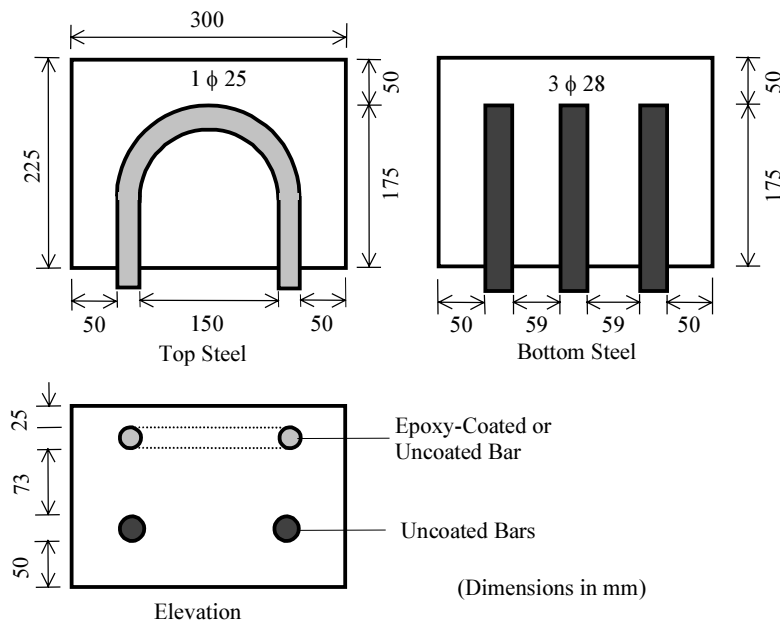 300
1 ϕ 25
50
225
175
50
150
50
Top Steel
3 ϕ 28
50
175
50
59
59
50
Bottom Steel
25
73
50
Epoxy-Coated or
Uncoated Bar
Uncoated Bars
(Dimensions in mm)
Elevation